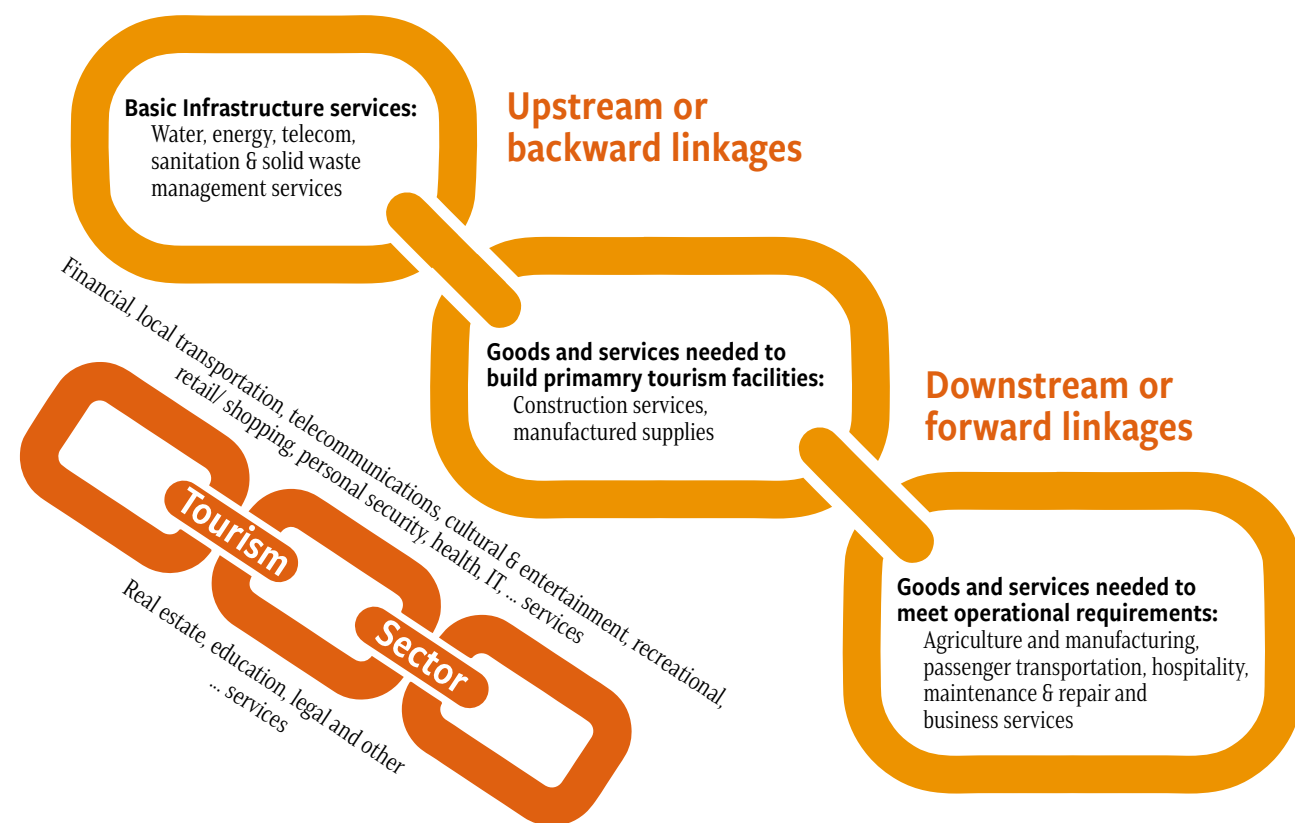 Basic Infrastructure services:
Water, energy, telecom,
sanitation & solid waste
management services
Upstream or
backward linkages
Goods and services needed to
build primamry tourism facilities:
Construction services,
manufactured supplies
Downstream or
forward linkages
Goods and services needed to
meet operational requirements:
Agriculture and manufacturing,
passenger transportation, hospitality,
maintenance & repair and
business services
Financial, local transportation, telecommunications, cultural & entertainment, recreational,
retail/ shopping, personal security, health, IT, ... services
Tourism
Sector
Real estate, education, legal and other
... services